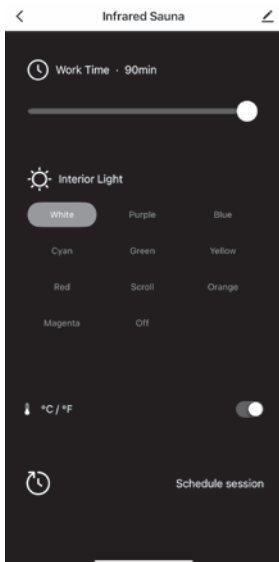 Infrared Sauna
Work Time · 90min
Interior Light
White Purple Blue
Cyan Green Yellow
Red Scroll Orange
Magenta Off
°C / °F
Schedule session